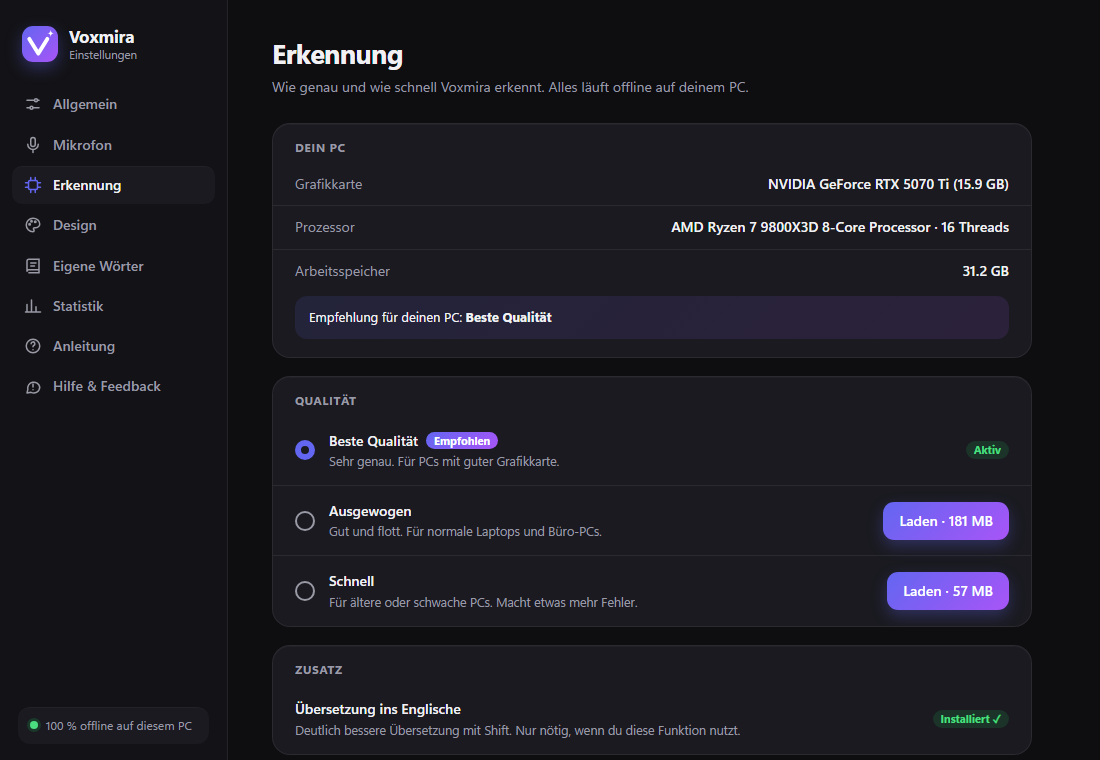 Voxmira
Einstellungen
Allgemein
Mikrofon
Erkennung
Design
Eigene Wörter
Statistik
Anleitung
Hilfe & Feedback
100 % offline auf diesem PC
Erkennung
Wie genau und wie schnell Voxmira erkennt. Alles läuft offline auf deinem PC.
DEIN PC
Grafikkarte NVIDIA GeForce RTX 5070 Ti (15.9 GB)
Prozessor AMD Ryzen 7 9800X3D 8-Core Processor · 16 Threads
Arbeitsspeicher 31.2 GB
Empfehlung für deinen PC: Beste Qualität
QUALITÄT
Beste Qualität Empfohlen
Sehr genau. Für PCs mit guter Grafikkarte.
Aktiv
Ausgewogen
Gut und flott. Für normale Laptops und Büro-PCs.
Laden · 181 MB
Schnell
Für ältere oder schwache PCs. Macht etwas mehr Fehler.
Laden · 57 MB
ZUSATZ
Übersetzung ins Englische
Deutlich bessere Übersetzung mit Shift. Nur nötig, wenn du diese Funktion nutzt.
Installiert ✓